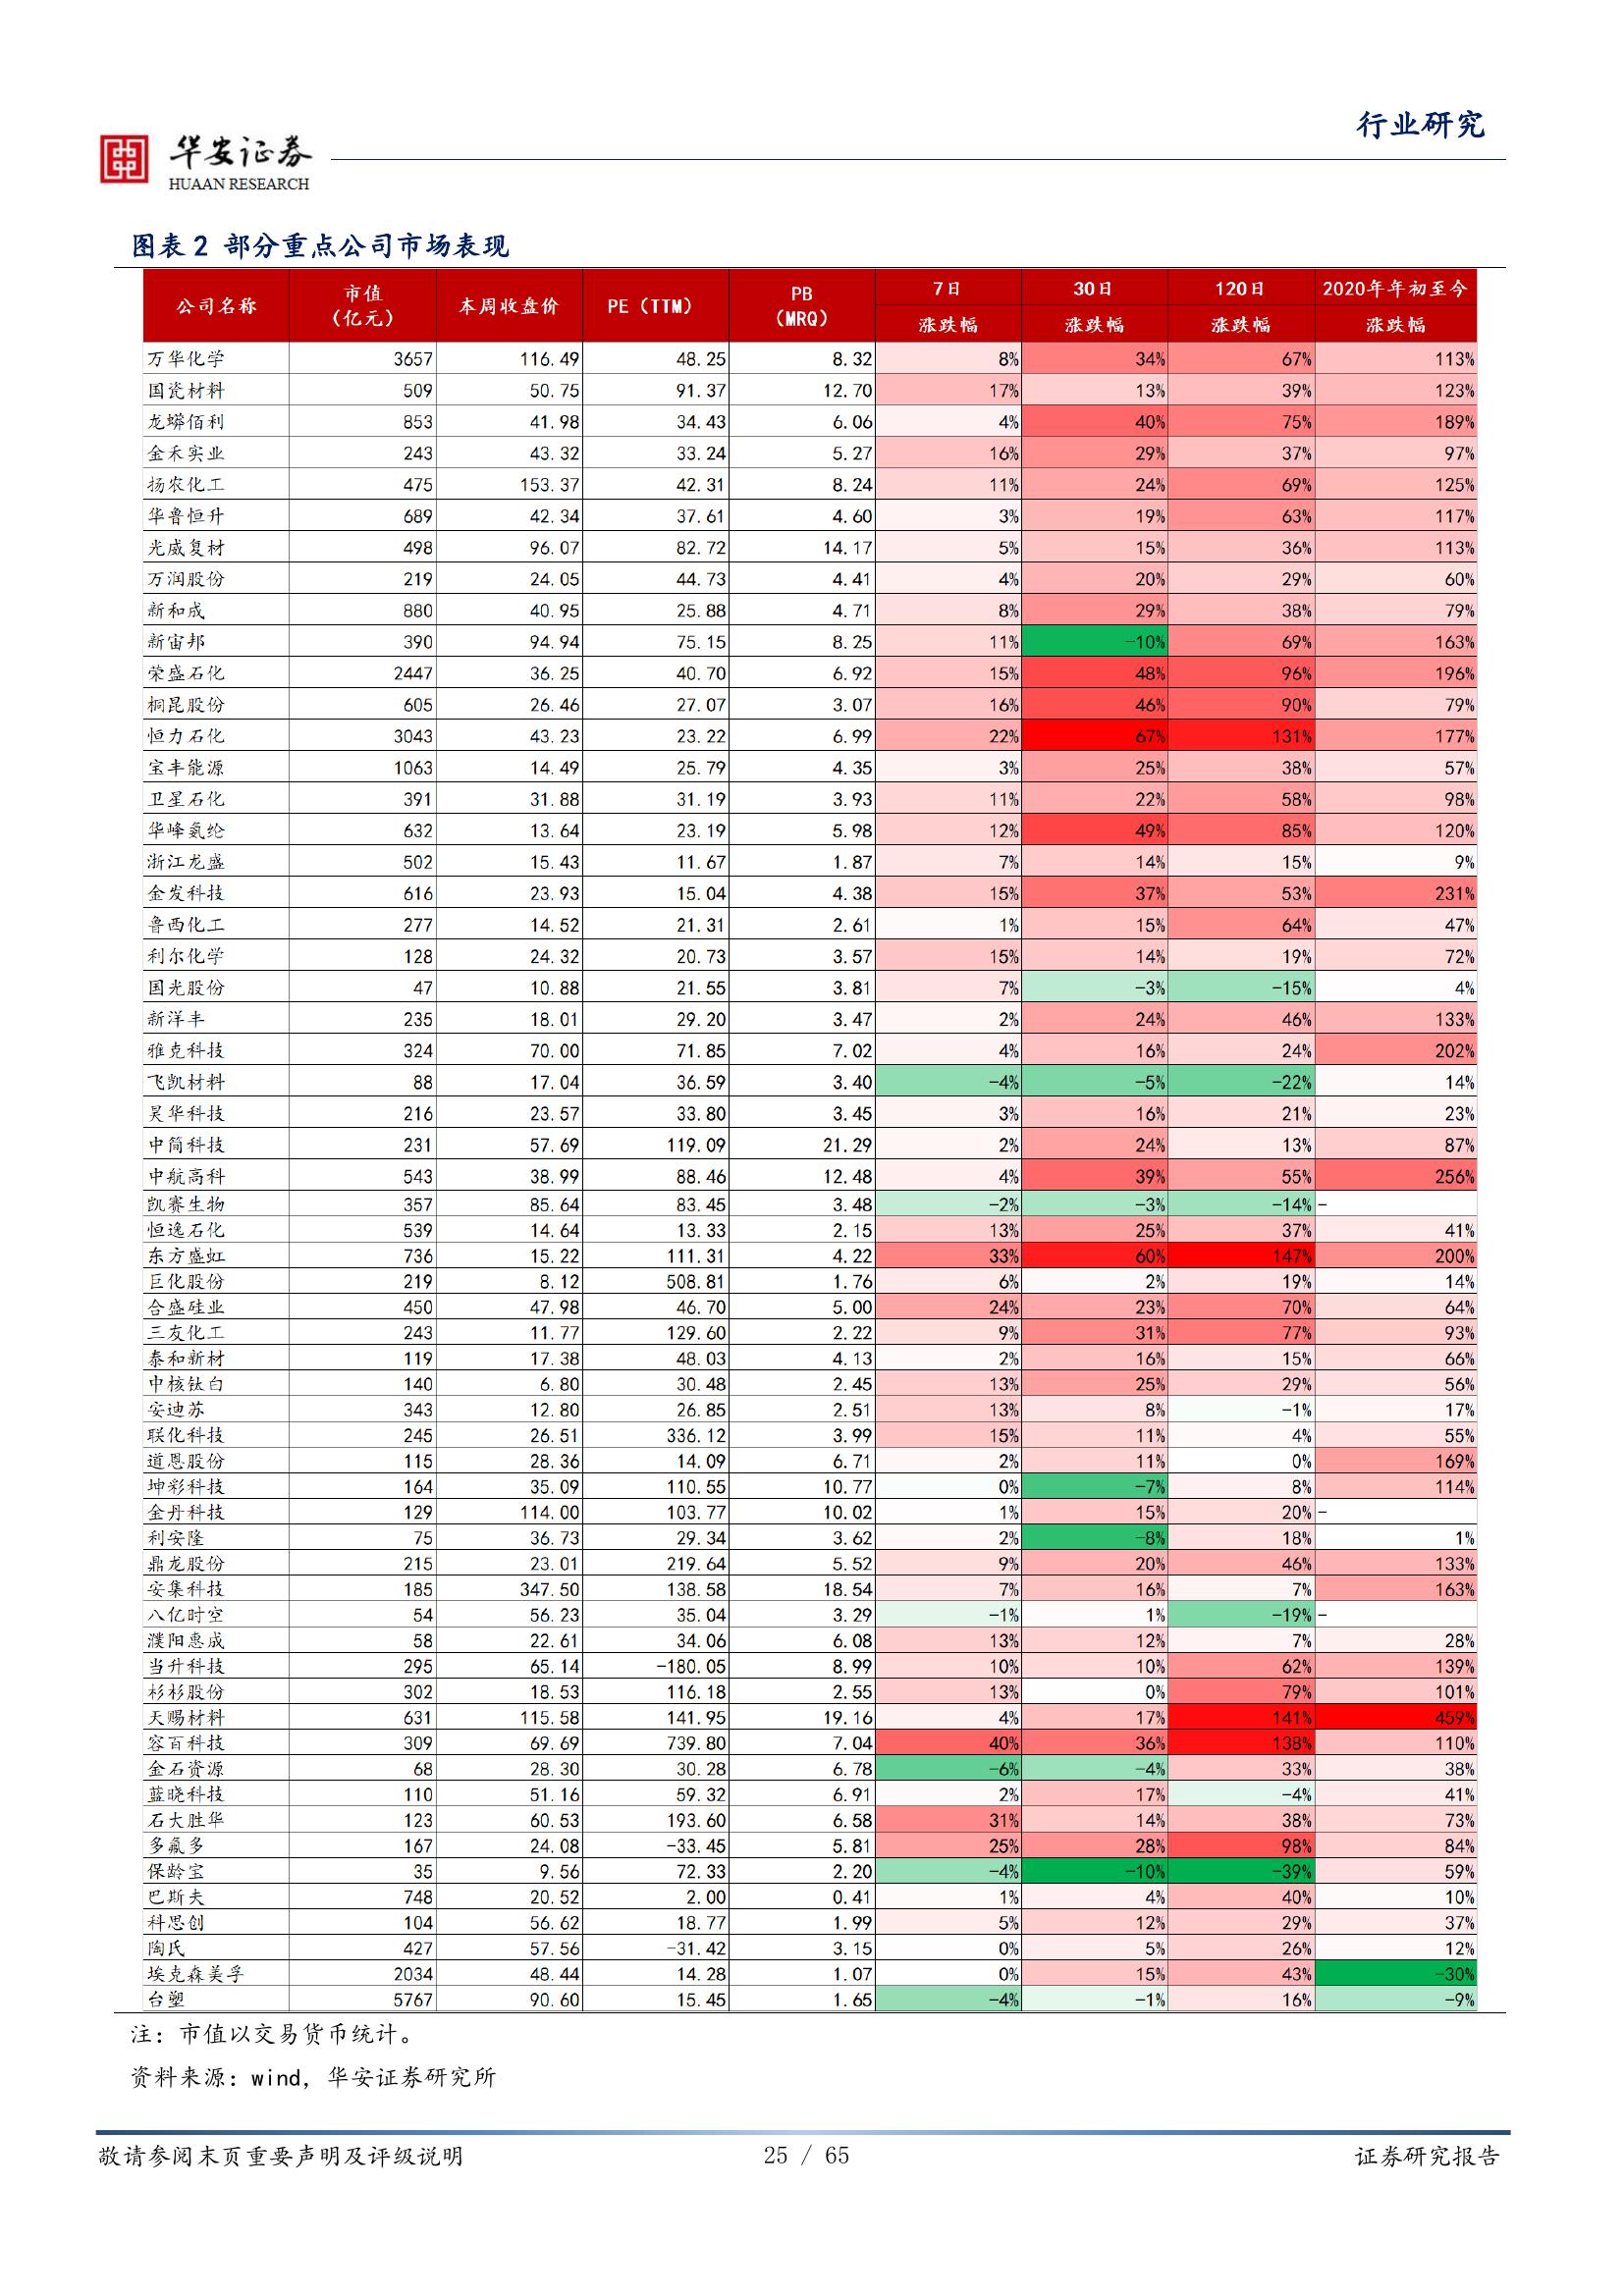 行业研究
华安证券
HUAAN RESEARCH
图表 2 部分重点公司市场表现
公司名称 市值（亿元） 本周收盘价 PE（TTM） PB（MRQ） 7日涨跌幅 30日涨跌幅 120日涨跌幅 2020年年初至今涨跌幅
万华化学 3657 116.49 48.25 8.32 8% 34% 67% 113%
国瓷材料 509 50.75 91.37 12.70 17% 13% 39% 123%
龙蟒佰利 853 41.98 34.43 6.06 4% 40% 75% 189%
金禾实业 243 43.32 33.24 5.27 16% 29% 37% 97%
扬农化工 475 153.37 42.31 8.24 11% 24% 69% 125%
华鲁恒升 689 42.34 37.61 4.60 3% 19% 63% 117%
光威复材 498 96.07 82.72 14.17 5% 15% 36% 113%
万润股份 219 24.05 44.73 4.41 4% 20% 29% 60%
新和成 880 40.95 25.88 4.71 8% 29% 38% 79%
新宙邦 390 94.94 75.15 8.25 11% -10% 69% 163%
荣盛石化 2447 36.25 40.70 6.92 15% 48% 96% 196%
桐昆股份 605 26.46 27.07 3.07 16% 46% 90% 79%
恒力石化 3043 43.23 23.22 6.99 22% 67% 131% 177%
宝丰能源 1063 14.49 25.79 4.35 3% 25% 38% 57%
卫星石化 391 31.88 31.19 3.93 11% 22% 58% 98%
华峰氨纶 632 13.64 23.19 5.98 12% 49% 85% 120%
浙江龙盛 502 15.43 11.67 1.87 7% 14% 15% 9%
金发科技 616 23.93 15.04 4.38 15% 37% 53% 231%
鲁西化工 277 14.52 21.31 2.61 1% 15% 64% 47%
利尔化学 128 24.32 20.73 3.57 15% 14% 19% 72%
国光股份 47 10.88 21.55 3.81 7% -3% -15% 4%
新洋丰 235 18.01 29.20 3.47 2% 24% 46% 133%
雅克科技 324 70.00 71.85 7.02 4% 16% 24% 202%
飞凯材料 88 17.04 36.59 3.40 -4% -5% -22% 14%
昊华科技 216 23.57 33.80 3.45 3% 16% 21% 23%
中简科技 231 57.69 119.09 21.29 2% 24% 13% 87%
中航高科 543 38.99 88.46 12.48 4% 39% 55% 256%
凯赛生物 357 85.64 83.45 3.48 -2% -3% -14% -
恒逸石化 539 14.64 13.33 2.15 13% 25% 37% 41%
东方盛虹 736 15.22 111.31 4.22 33% 60% 147% 200%
巨化股份 219 8.12 508.81 1.76 6% 2% 19% 14%
合盛硅业 450 47.98 46.70 5.00 24% 23% 70% 64%
三友化工 243 11.77 129.60 2.22 9% 31% 77% 93%
泰和新材 119 17.38 48.03 4.13 2% 16% 15% 66%
中核钛白 140 6.80 30.48 2.45 13% 25% 29% 56%
安迪苏 343 12.80 26.85 2.51 13% 8% -1% 17%
联化科技 245 26.51 336.12 3.99 15% 11% 4% 55%
道恩股份 115 28.36 14.09 6.71 2% 11% 0% 169%
坤彩科技 164 35.09 110.55 10.77 0% -7% 8% 114%
金丹科技 129 114.00 103.77 10.02 1% 15% 20% -
利安隆 75 36.73 29.34 3.62 2% -8% 18% 1%
鼎龙股份 215 23.01 219.64 5.52 9% 20% 46% 133%
安集科技 185 347.50 138.58 18.54 7% 16% 7% 163%
八亿时空 54 56.23 35.04 3.29 -1% 1% -19% -
濮阳惠成 58 22.61 34.06 6.08 13% 12% 7% 28%
当升科技 295 65.14 -180.05 8.99 10% 10% 62% 139%
杉杉股份 302 18.53 116.18 2.55 13% 0% 79% 101%
天赐材料 631 115.58 141.95 19.16 4% 17% 141% 459%
容百科技 309 69.69 739.80 7.04 40% 36% 138% 110%
金石资源 68 28.30 30.28 6.78 -6% -4% 33% 38%
蓝晓科技 110 51.16 59.32 6.91 2% 17% -4% 41%
石大胜华 123 60.53 193.60 6.58 31% 14% 38% 73%
多氟多 167 24.08 -33.45 5.81 25% 28% 98% 84%
保龄宝 35 9.56 72.33 2.20 -4% -10% -39% 59%
巴斯夫 748 20.52 2.00 0.41 1% 4% 40% 10%
科思创 104 56.62 18.77 1.99 5% 12% 29% 37%
陶氏 427 57.56 -31.42 3.15 0% 5% 26% 12%
埃克森美孚 2034 48.44 14.28 1.07 0% 15% 43% -30%
台塑 5767 90.60 15.45 1.65 -4% -1% 16% -9%
注：市值以交易货币统计。
资料来源：wind，华安证券研究所
敬请参阅末页重要声明及评级说明 25 / 65 证券研究报告